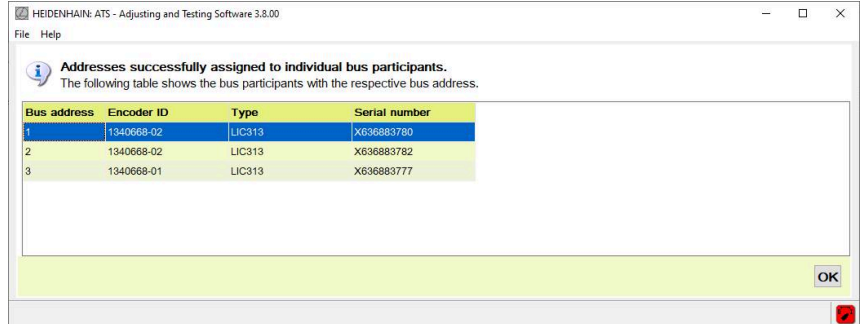 HEIDENHAIN: ATS - Adjusting and Testing Software 3.8.00
File Help
Addresses successfully assigned to individual bus participants.
The following table shows the bus participants with the respective bus address.
Bus address Encoder ID Type Serial number
1 1340668-02 LIC313 X636883780
2 1340668-02 LIC313 X636883782
3 1340668-01 LIC313 X636883777
OK